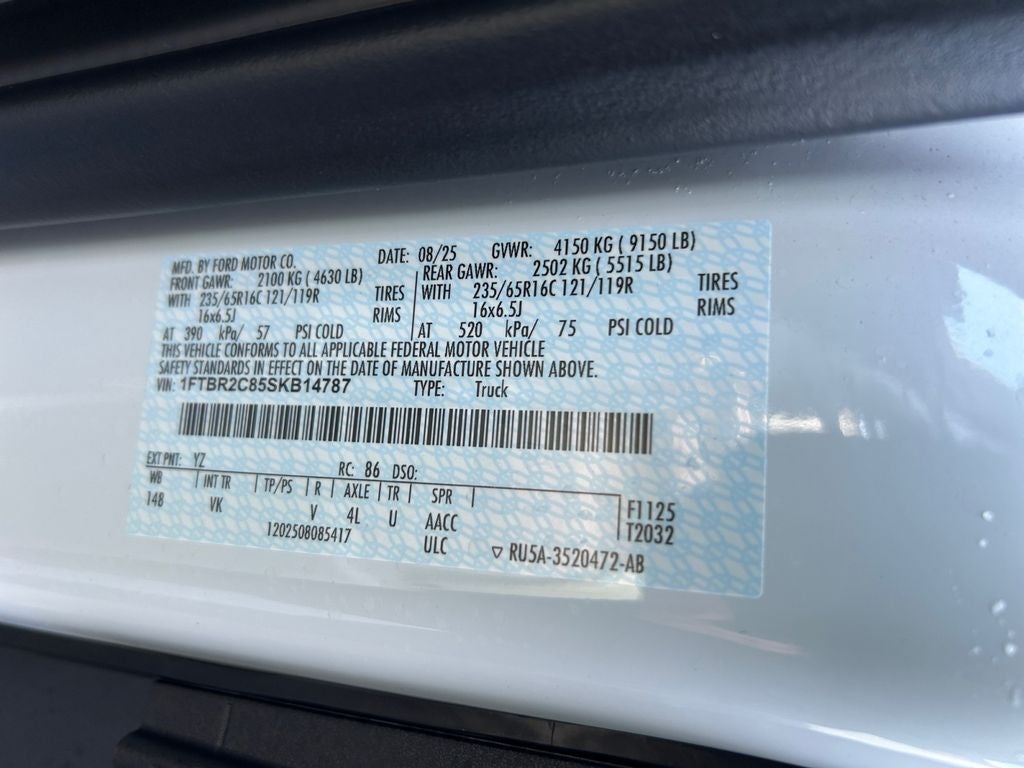 MFD. BY FORD MOTOR CO. DATE: 08/25 GVWR: 4150 KG ( 9150 LB)
FRONT GAWR: 2100 KG ( 4630 LB) REAR GAWR: 2502 KG ( 5515 LB)
WITH 235/65R16C 121/119R TIRES WITH 235/65R16C 121/119R TIRES
16x6.5J RIMS 16x6.5J RIMS
AT 390 kPa/ 57 PSI COLD AT 520 kPa/ 75 PSI COLD
THIS VEHICLE CONFORMS TO ALL APPLICABLE FEDERAL MOTOR VEHICLE
SAFETY STANDARDS IN EFFECT ON THE DATE OF MANUFACTURE SHOWN ABOVE.
VIN: 1FTBR2C85SKB14787 TYPE: Truck
EXT PNT: YZ RC: 86 DSO:
WB INT TR TP/PS R AXLE TR SPR
148 VK V 4L U AACC F1125
1202508085417 ULC T2032
▽ RU5A-3520472-AB